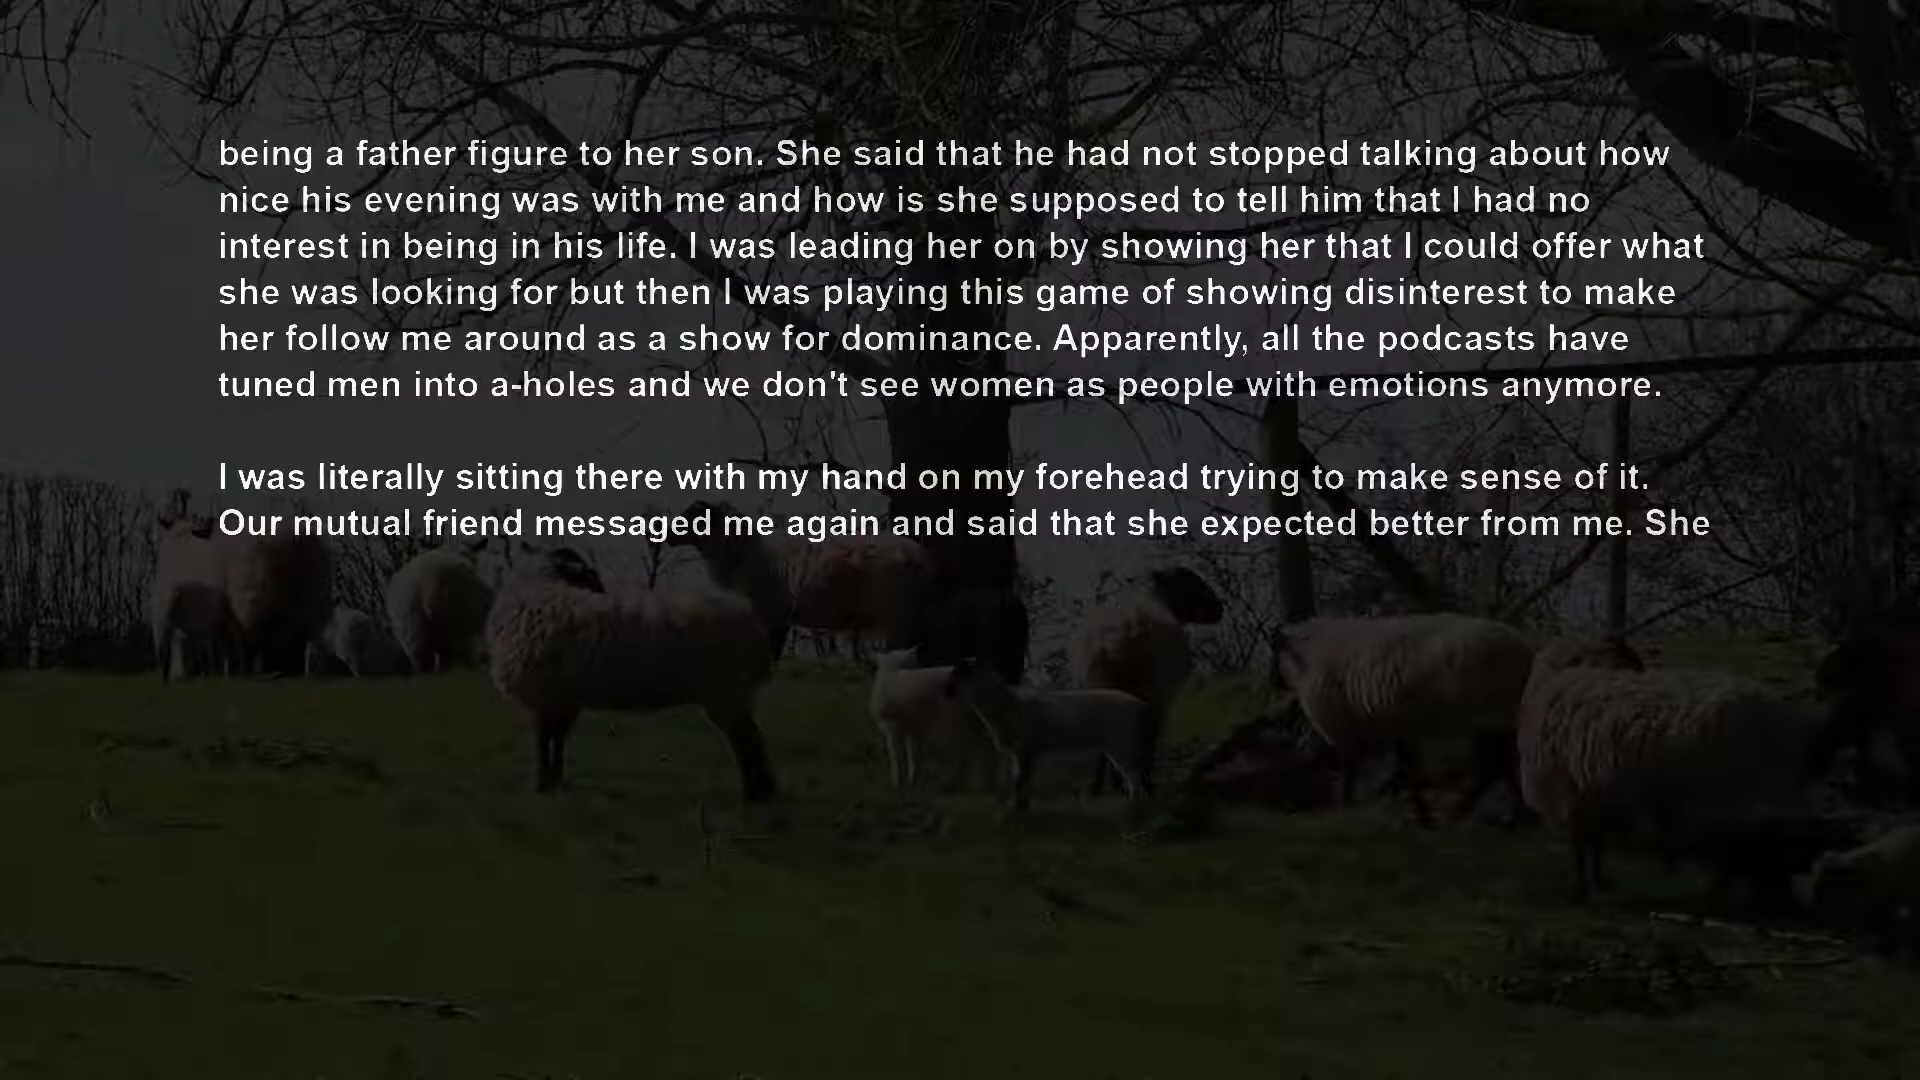 being a father figure to her son. She said that he had not stopped talking about how
nice his evening was with me and how is she supposed to tell him that I had no
interest in being in his life. I was leading her on by showing her that I could offer what
she was looking for but then I was playing this game of showing disinterest to make
her follow me around as a show for dominance. Apparently, all the podcasts have
tuned men into a-holes and we don't see women as people with emotions anymore.
I was literally sitting there with my hand on my forehead trying to make sense of it.
Our mutual friend messaged me again and said that she expected better from me. She